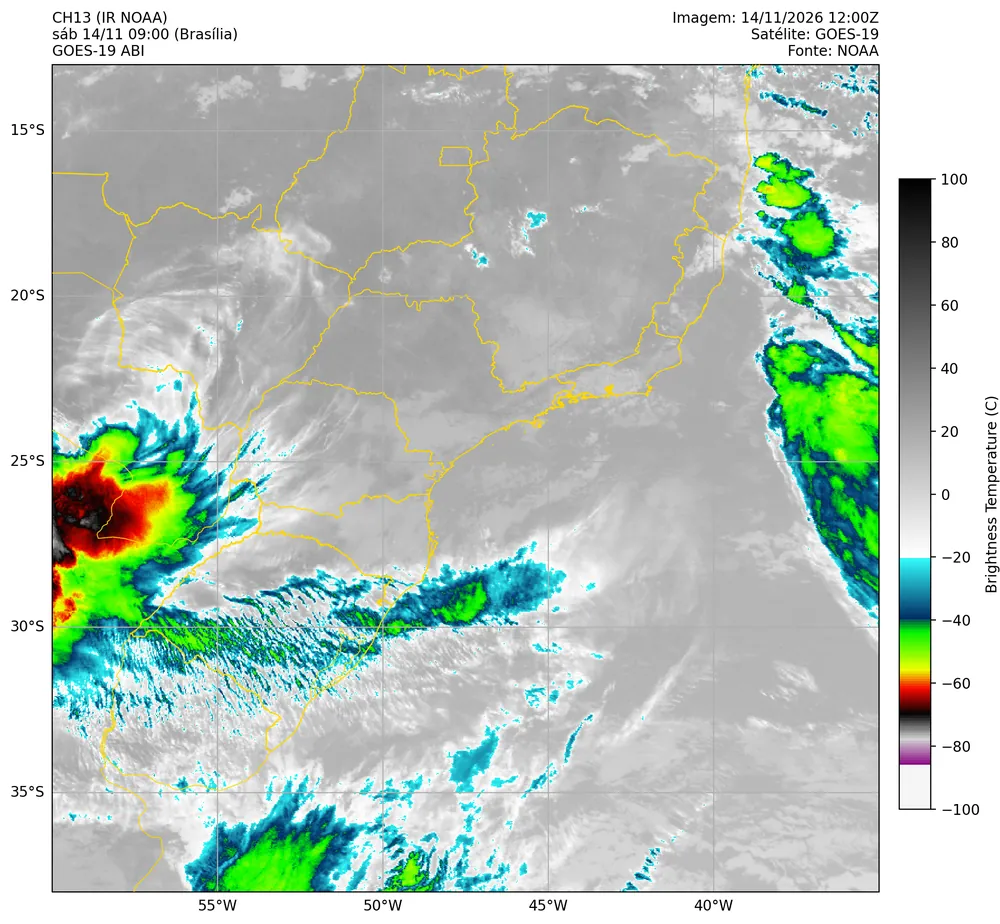 CH13 (IR NOAA)
sáb 14/11 09:00 (Brasília)
GOES-19 ABI
Imagem: 14/11/2026 12:00Z
Satélite: GOES-19
Fonte: NOAA
15°S
20°S
25°S
30°S
35°S
55°W
50°W
45°W
40°W
100
80
60
40
20
0
−20
−40
−60
−80
−100
Brightness Temperature (C)